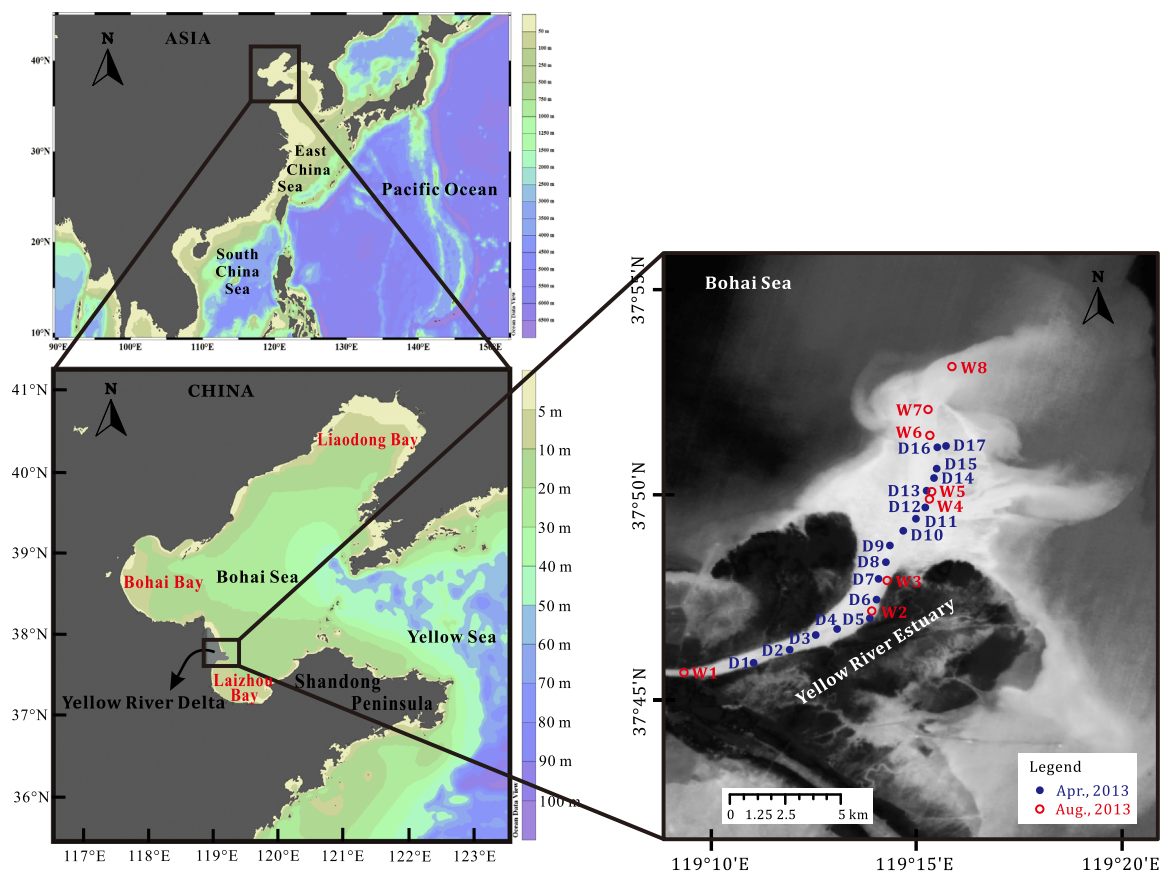 N
ASIA
40°N
30°N
20°N
10°N
90°E
100°E
110°E
120°E
130°E
140°E
150°E
East
China
Sea
Pacific Ocean
South
China
Sea
50 m
100 m
250 m
500 m
750 m
1000 m
1500 m
2000 m
2500 m
3000 m
3500 m
4000 m
4500 m
5000 m
5500 m
6000 m
6500 m
Ocean Data View
N
CHINA
41°N
40°N
39°N
38°N
37°N
36°N
117°E
118°E
119°E
120°E
121°E
122°E
123°E
Liaodong Bay
Bohai Bay
Bohai Sea
Yellow Sea
Laizhou
Bay
Yellow River Delta
Shandong
Peninsula
5 m
10 m
20 m
30 m
40 m
50 m
60 m
70 m
80 m
90 m
100 m
Ocean Data View
Bohai Sea
N
37°55'N
37°50'N
37°45'N
119°10'E
119°15'E
119°20'E
W8
W7
W6
D16
D17
D15
D14
D13
W5
D12
W4
D11
D10
D9
D8
D7
W3
D6
W2
D5
D4
D3
D2
D1
W1
Yellow River Estuary
0 1.25 2.5 5 km
Legend
Apr., 2013
Aug., 2013